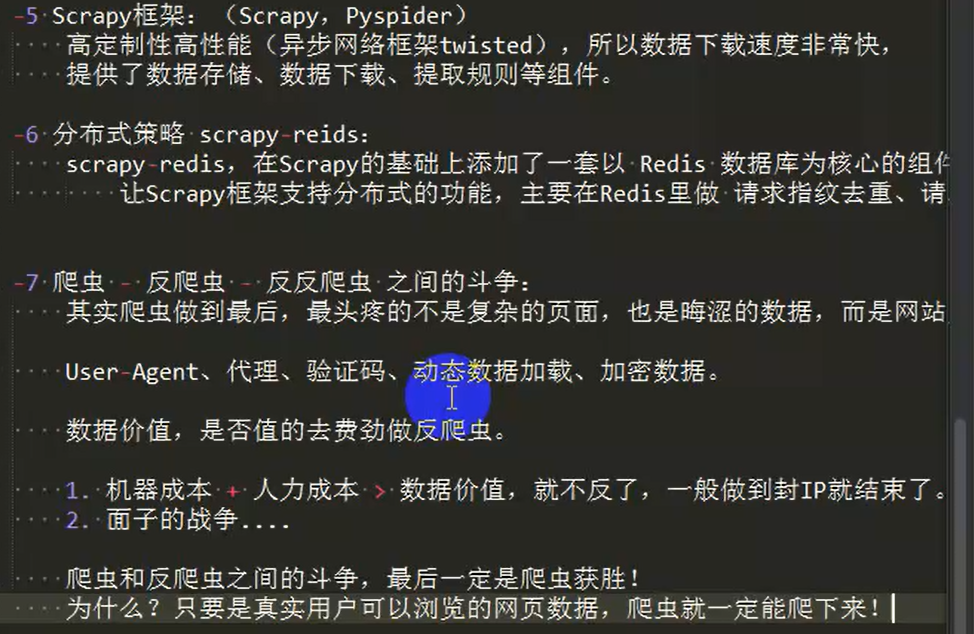 -5 Scrapy框架：（Scrapy，Pyspider）
高定制性高性能（异步网络框架twisted），所以数据下载速度非常快，
提供了数据存储、数据下载、提取规则等组件。
-6 分布式策略 scrapy-reids：
scrapy-redis，在Scrapy的基础上添加了一套以 Redis 数据库为核心的组件
让Scrapy框架支持分布式的功能，主要在Redis里做 请求指纹去重、请
-7 爬虫 - 反爬虫 - 反反爬虫 之间的斗争：
其实爬虫做到最后，最头疼的不是复杂的页面，也是晦涩的数据，而是网站
User-Agent、代理、验证码、动态数据加载、加密数据。
数据价值，是否值的去费劲做反爬虫。
1. 机器成本 + 人力成本 > 数据价值，就不反了，一般做到封IP就结束了。
2. 面子的战争....
爬虫和反爬虫之间的斗争，最后一定是爬虫获胜！
为什么？只要是真实用户可以浏览的网页数据，爬虫就一定能爬下来！